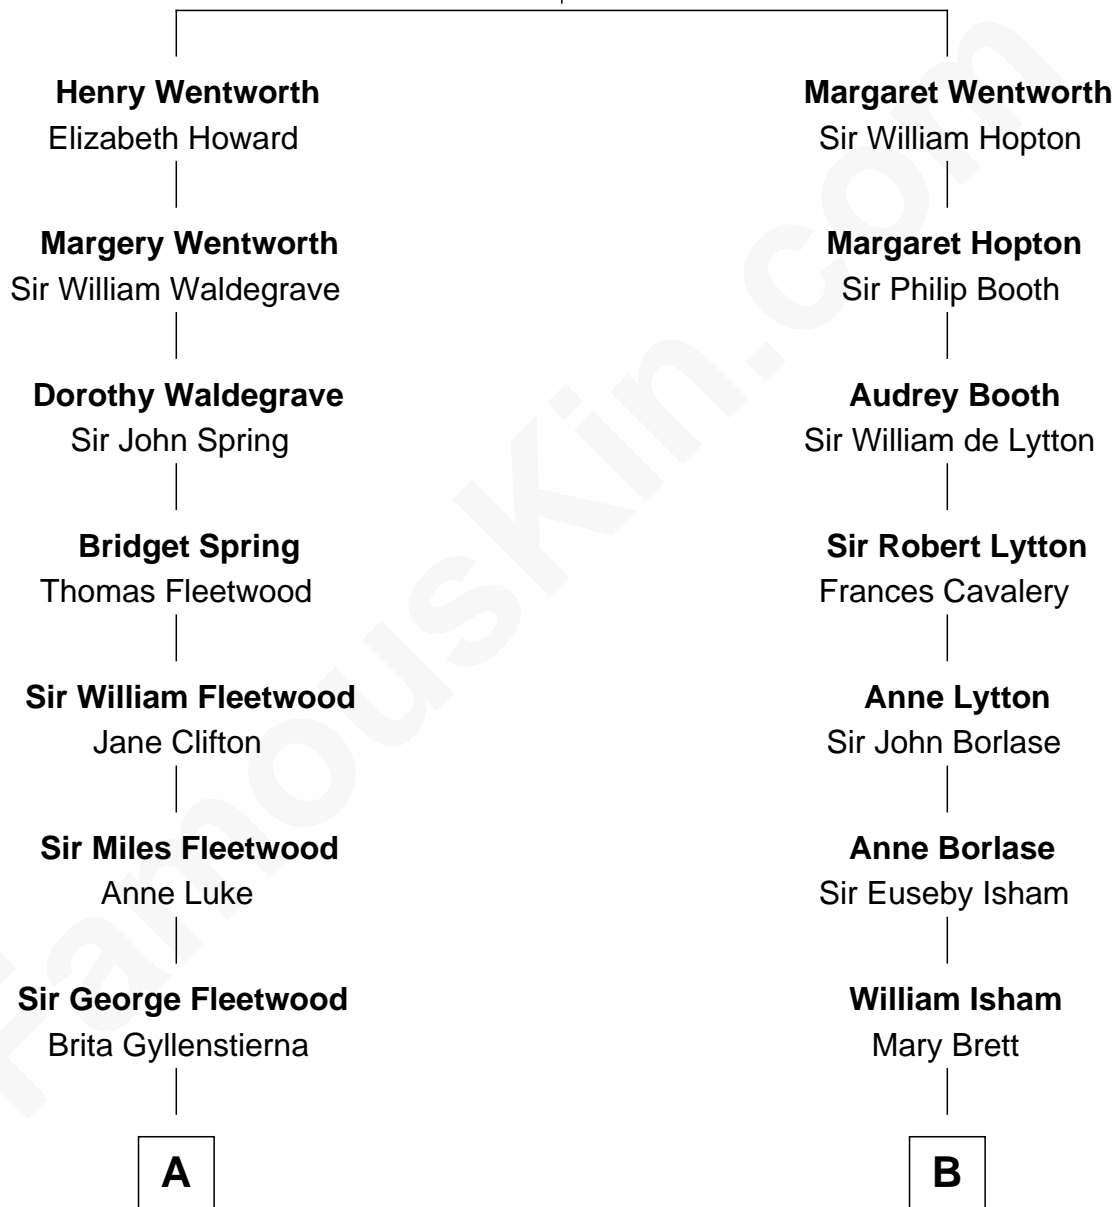 Henry Wentworth
Elizabeth Howard
Margery Wentworth
Sir William Waldegrave
Dorothy Waldegrave
Sir John Spring
Bridget Spring
Thomas Fleetwood
Sir William Fleetwood
Jane Clifton
Sir Miles Fleetwood
Anne Luke
Sir George Fleetwood
Brita Gyllenstierna
A
Margaret Wentworth
Sir William Hopton
Margaret Hopton
Sir Philip Booth
Audrey Booth
Sir William de Lytton
Sir Robert Lytton
Frances Cavalery
Anne Lytton
Sir John Borlase
Anne Borlase
Sir Euseby Isham
William Isham
Mary Brett
B
FamousKin.com